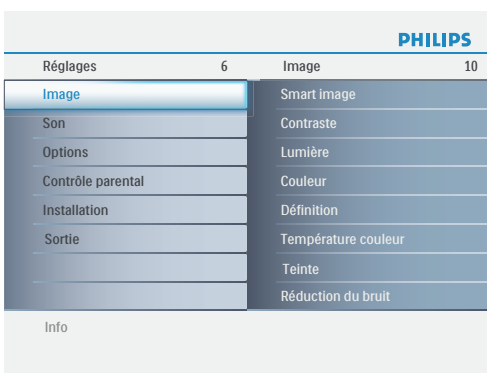 PHILIPS
Réglages 6 Image 10
Image Smart image
Son Contraste
Options Lumière
Contrôle parental Couleur
Installation Définition
Sortie Température couleur
Teinte
Réduction du bruit
Info